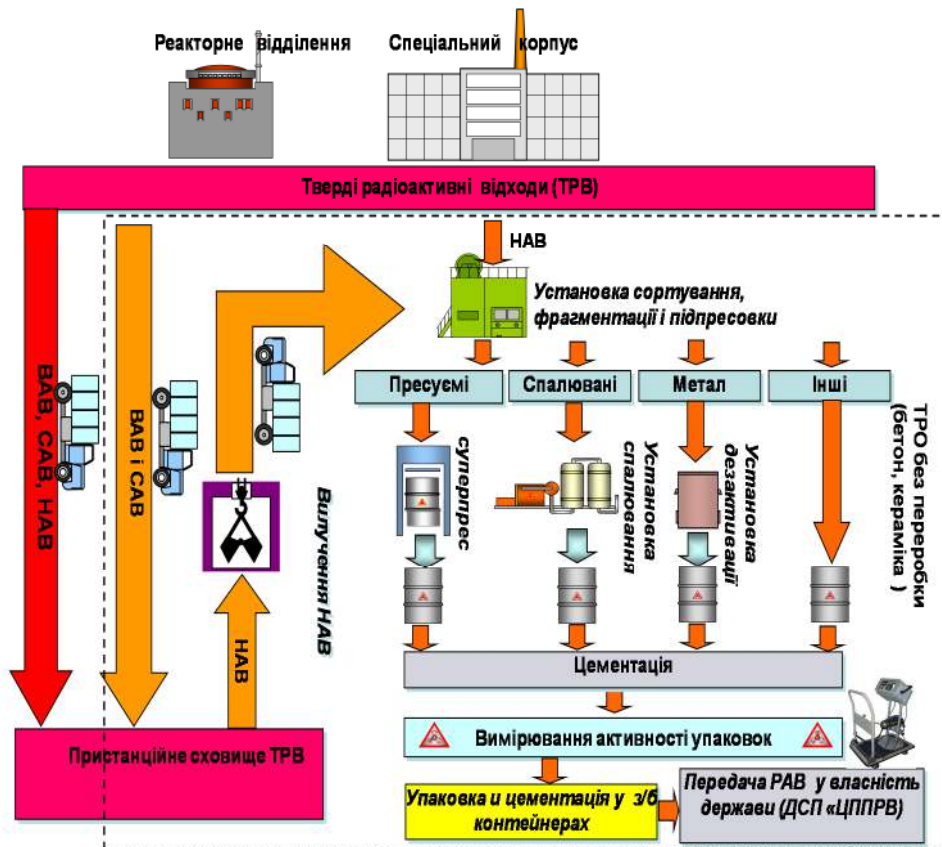 Реакторне відділення
Спеціальний корпус
Тверді радіоактивні відходи (ТРВ)
НАВ
Установка сортування,
фрагментації і підпресовки
ВАВ, САВ, НАВ
ВАВ і САВ
Вилучення НАВ
НАВ
Пресуємі
Спалювані
Метал
Інші
суперпрес
Установка
спалювання
Установка
дезактивації
ТРО без переробки
(бетон, кераміка )
Цементація
Вимірювання активності упаковок
Пристанційне сховище ТРВ
Упаковка и цементація у з/б
контейнерах
Передача РАВ у власність
держави (ДСП «ЦППРВ)